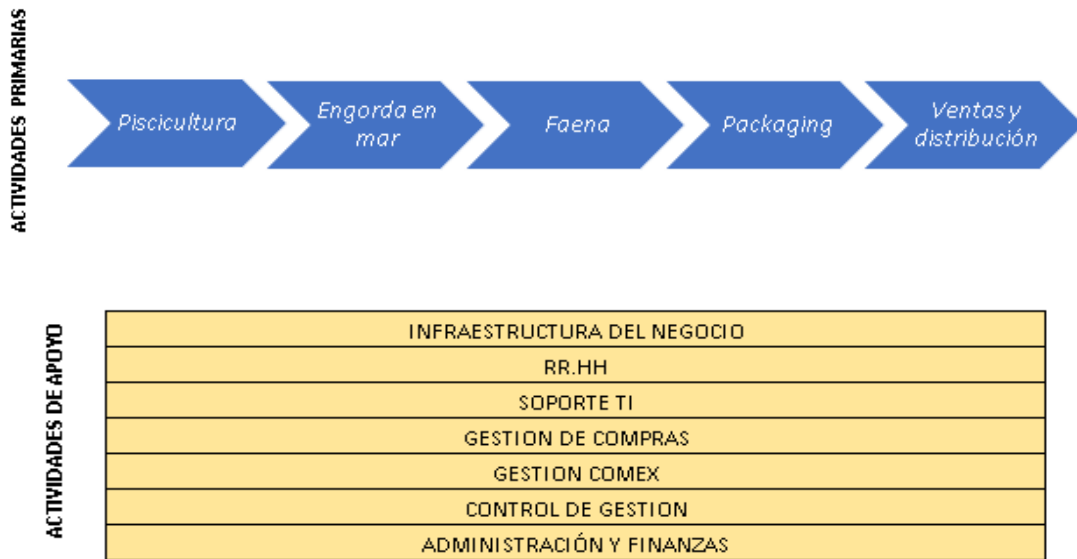 ACTIVIDADES PRIMARIAS
Piscicultura
Engorda en
mar
Faena
Packaging
Ventas y
distribución
ACTIVIDADES DE APOYO
INFRAESTRUCTURA DEL NEGOCIO
RR.HH
SOPORTE TI
GESTION DE COMPRAS
GESTION COMEX
CONTROL DE GESTION
ADMINISTRACIÓN Y FINANZAS